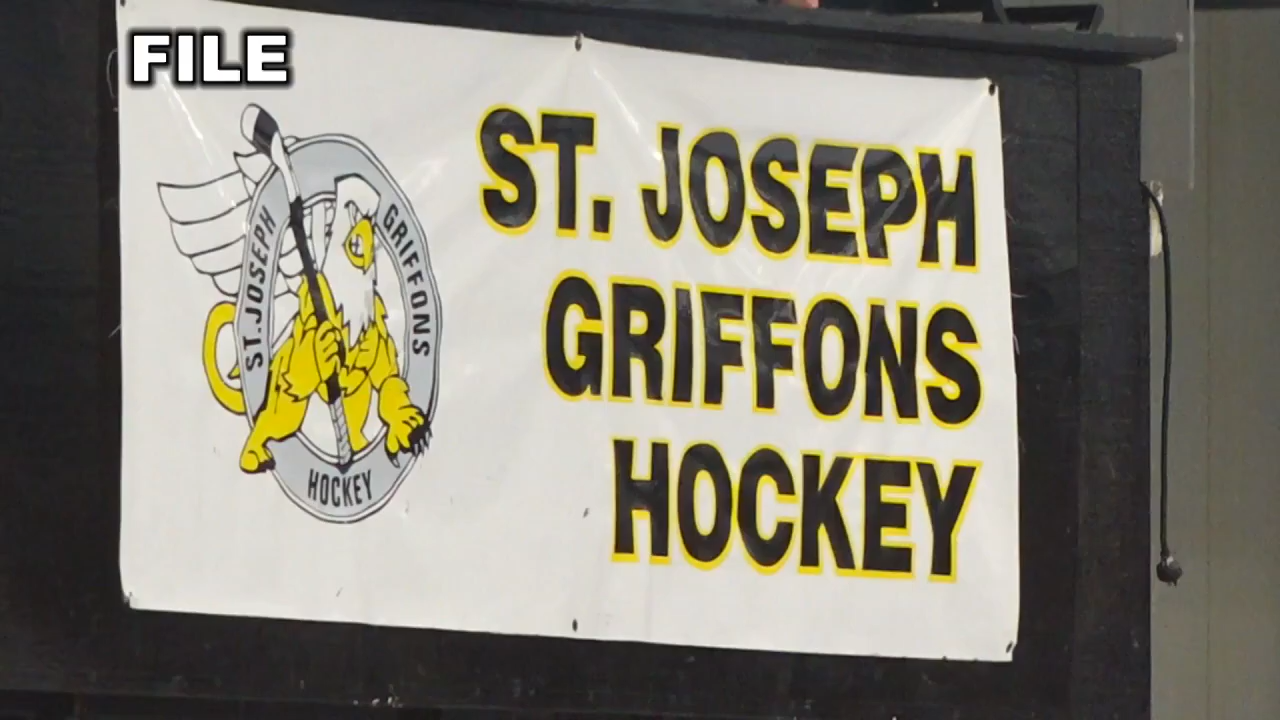 FILE
ST. JOSEPH
GRIFFONS
HOCKEY
ST. JOSEPH
GRIFFONS
HOCKEY